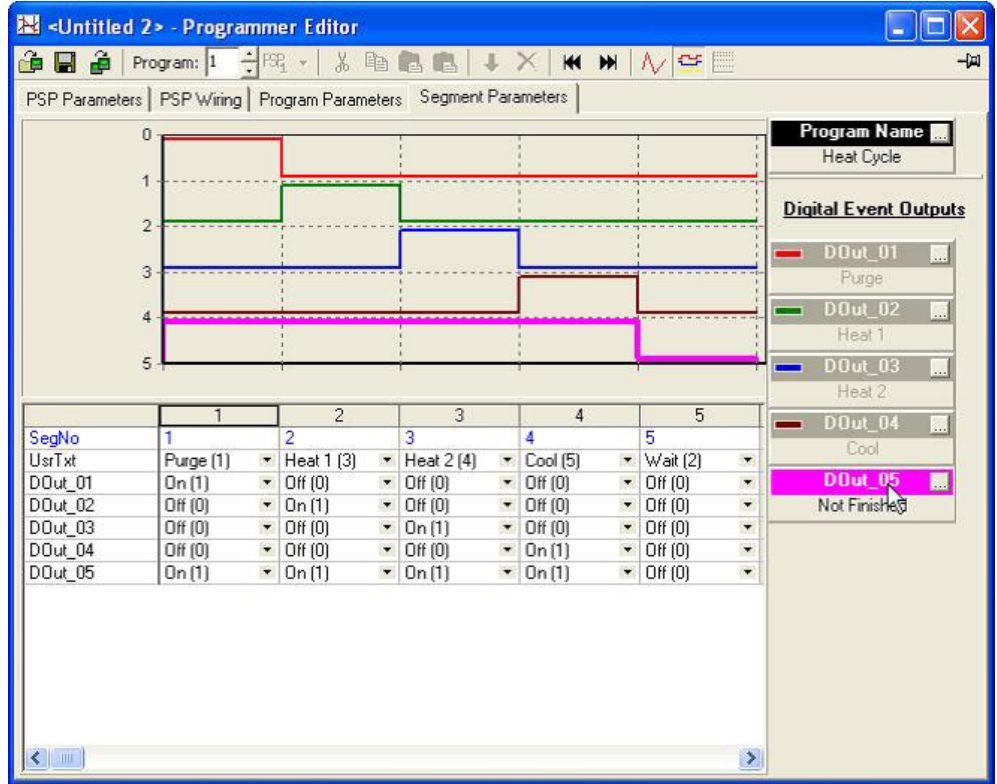 <Untitled 2> - Programmer Editor
Program: 1
PSP Parameters PSP Wiring Program Parameters Segment Parameters
0
1
2
3
4
5
Program Name ...
Heat Cycle
Digital Event Outputs
DOut_01 ...
Purge
DOut_02 ...
Heat 1
DOut_03 ...
Heat 2
DOut_04 ...
Cool
DOut_05 ...
Not Finished
1 2 3 4 5
SegNo 1 2 3 4 5
UsrTxt Purge (1) Heat 1 (3) Heat 2 (4) Cool (5) Wait (2)
DOut_01 On (1) Off (0) Off (0) Off (0) Off (0)
DOut_02 Off (0) On (1) Off (0) Off (0) Off (0)
DOut_03 Off (0) Off (0) On (1) Off (0) Off (0)
DOut_04 Off (0) Off (0) Off (0) On (1) Off (0)
DOut_05 On (1) On (1) On (1) On (1) Off (0)